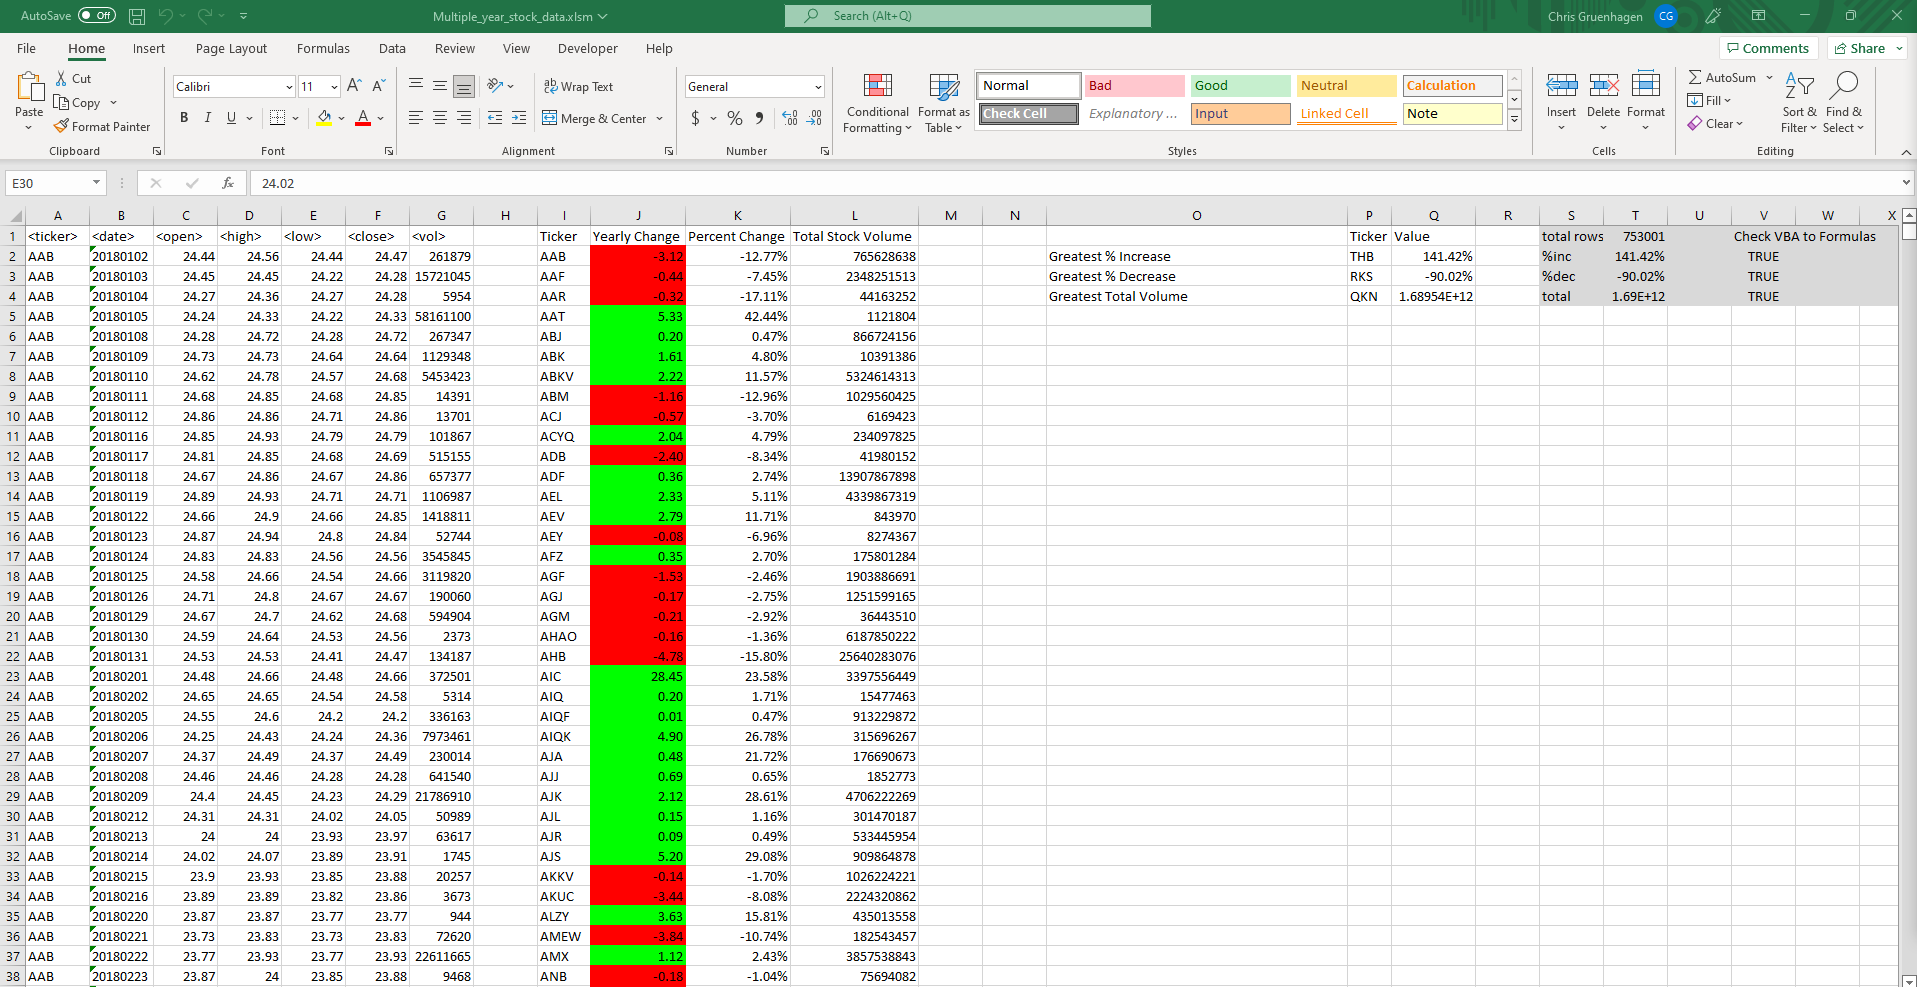 AutoSave Off Multiple_year_stock_data.xlsm Search (Alt+Q) Chris Gruenhagen CG
File Home Insert Page Layout Formulas Data Review View Developer Help Comments Share
Paste Cut Copy Format Painter Clipboard
Calibri 11 B I U A Font
Wrap Text Merge & Center Alignment
General $ % Number
Conditional Formatting Format as Table
Normal Bad Good Neutral Calculation
Check Cell Explanatory ... Input Linked Cell Note
Styles
Insert Delete Format Cells
AutoSum Fill Clear Sort & Filter Find & Select Editing
E30 fx 24.02
A B C D E F G H I J K L M N O P Q R S T U V W X
1 <ticker> <date> <open> <high> <low> <close> <vol> Ticker Yearly Change Percent Change Total Stock Volume Ticker Value total rows 753001 Check VBA to Formulas
2 AAB 20180102 24.44 24.56 24.44 24.47 261879 AAB -3.12 -12.77% 765628638 Greatest % Increase THB 141.42% %inc 141.42% TRUE
3 AAB 20180103 24.45 24.45 24.22 24.28 15721045 AAF -0.44 -7.45% 2348251513 Greatest % Decrease RKS -90.02% %dec -90.02% TRUE
4 AAB 20180104 24.27 24.36 24.27 24.28 5954 AAR -0.32 -17.11% 44163252 Greatest Total Volume QKN 1.68954E+12 total 1.69E+12 TRUE
5 AAB 20180105 24.24 24.33 24.22 24.33 58161100 AAT 5.33 42.44% 1121804
6 AAB 20180108 24.28 24.72 24.28 24.72 267347 ABJ 0.20 0.47% 866724156
7 AAB 20180109 24.73 24.73 24.64 24.64 1129348 ABK 1.61 4.80% 10391386
8 AAB 20180110 24.62 24.78 24.57 24.68 5453423 ABKV 2.22 11.57% 5324614313
9 AAB 20180111 24.68 24.85 24.68 24.85 14391 ABM -1.16 -12.96% 1029560425
10 AAB 20180112 24.86 24.86 24.71 24.86 13701 ACJ -0.57 -3.70% 6169423
11 AAB 20180116 24.85 24.93 24.79 24.79 101867 ACYQ 2.04 4.79% 234097825
12 AAB 20180117 24.81 24.85 24.68 24.69 515155 ADB -2.40 -8.34% 41980152
13 AAB 20180118 24.67 24.86 24.67 24.86 657377 ADF 0.36 2.74% 13907867898
14 AAB 20180119 24.89 24.93 24.71 24.71 1106987 AEL 2.33 5.11% 4339867319
15 AAB 20180122 24.66 24.9 24.66 24.85 1418811 AEV 2.79 11.71% 843970
16 AAB 20180123 24.87 24.94 24.8 24.84 52744 AEY -0.08 -6.96% 8274367
17 AAB 20180124 24.83 24.83 24.56 24.56 3545845 AFZ 0.35 2.70% 175801284
18 AAB 20180125 24.58 24.66 24.54 24.66 3119820 AGF -1.53 -2.46% 1903886691
19 AAB 20180126 24.71 24.8 24.67 24.67 190060 AGJ -0.17 -2.75% 1251599165
20 AAB 20180129 24.67 24.7 24.62 24.68 594904 AGM -0.21 -2.92% 36443510
21 AAB 20180130 24.59 24.64 24.53 24.56 2373 AHAO -0.16 -1.36% 6187850222
22 AAB 20180131 24.53 24.53 24.41 24.47 134187 AHB -4.78 -15.80% 25640283076
23 AAB 20180201 24.48 24.66 24.48 24.66 372501 AIC 28.45 23.58% 3397556449
24 AAB 20180202 24.65 24.65 24.54 24.58 5314 AIQ 0.20 1.71% 15477463
25 AAB 20180205 24.55 24.6 24.2 24.2 336163 AIQF 0.01 0.47% 913229872
26 AAB 20180206 24.25 24.43 24.24 24.36 7973461 AIQK 4.90 26.78% 315696267
27 AAB 20180207 24.37 24.49 24.37 24.49 230014 AJA 0.48 21.72% 176690673
28 AAB 20180208 24.46 24.46 24.28 24.28 641540 AJJ 0.69 0.65% 1852773
29 AAB 20180209 24.4 24.45 24.23 24.29 21786910 AJK 2.12 28.61% 4706222269
30 AAB 20180212 24.31 24.31 24.02 24.05 50989 AJL 0.15 1.16% 301470187
31 AAB 20180213 24 24 23.93 23.97 63617 AJR 0.09 0.49% 533445954
32 AAB 20180214 24.02 24.07 23.89 23.91 1745 AJS 5.20 29.08% 909864878
33 AAB 20180215 23.9 23.93 23.85 23.88 20257 AKKV -0.14 -1.70% 1026224221
34 AAB 20180216 23.89 23.89 23.82 23.86 3673 AKUC -3.44 -8.08% 2224320862
35 AAB 20180220 23.87 23.87 23.77 23.77 944 ALZY 3.63 15.81% 435013558
36 AAB 20180221 23.73 23.83 23.73 23.83 72620 AMEW -3.84 -10.74% 182543457
37 AAB 20180222 23.77 23.93 23.77 23.93 22611665 AMX 1.12 2.43% 3857538843
38 AAB 20180223 23.87 24 23.85 23.88 9468 ANB -0.18 -1.04% 75694082